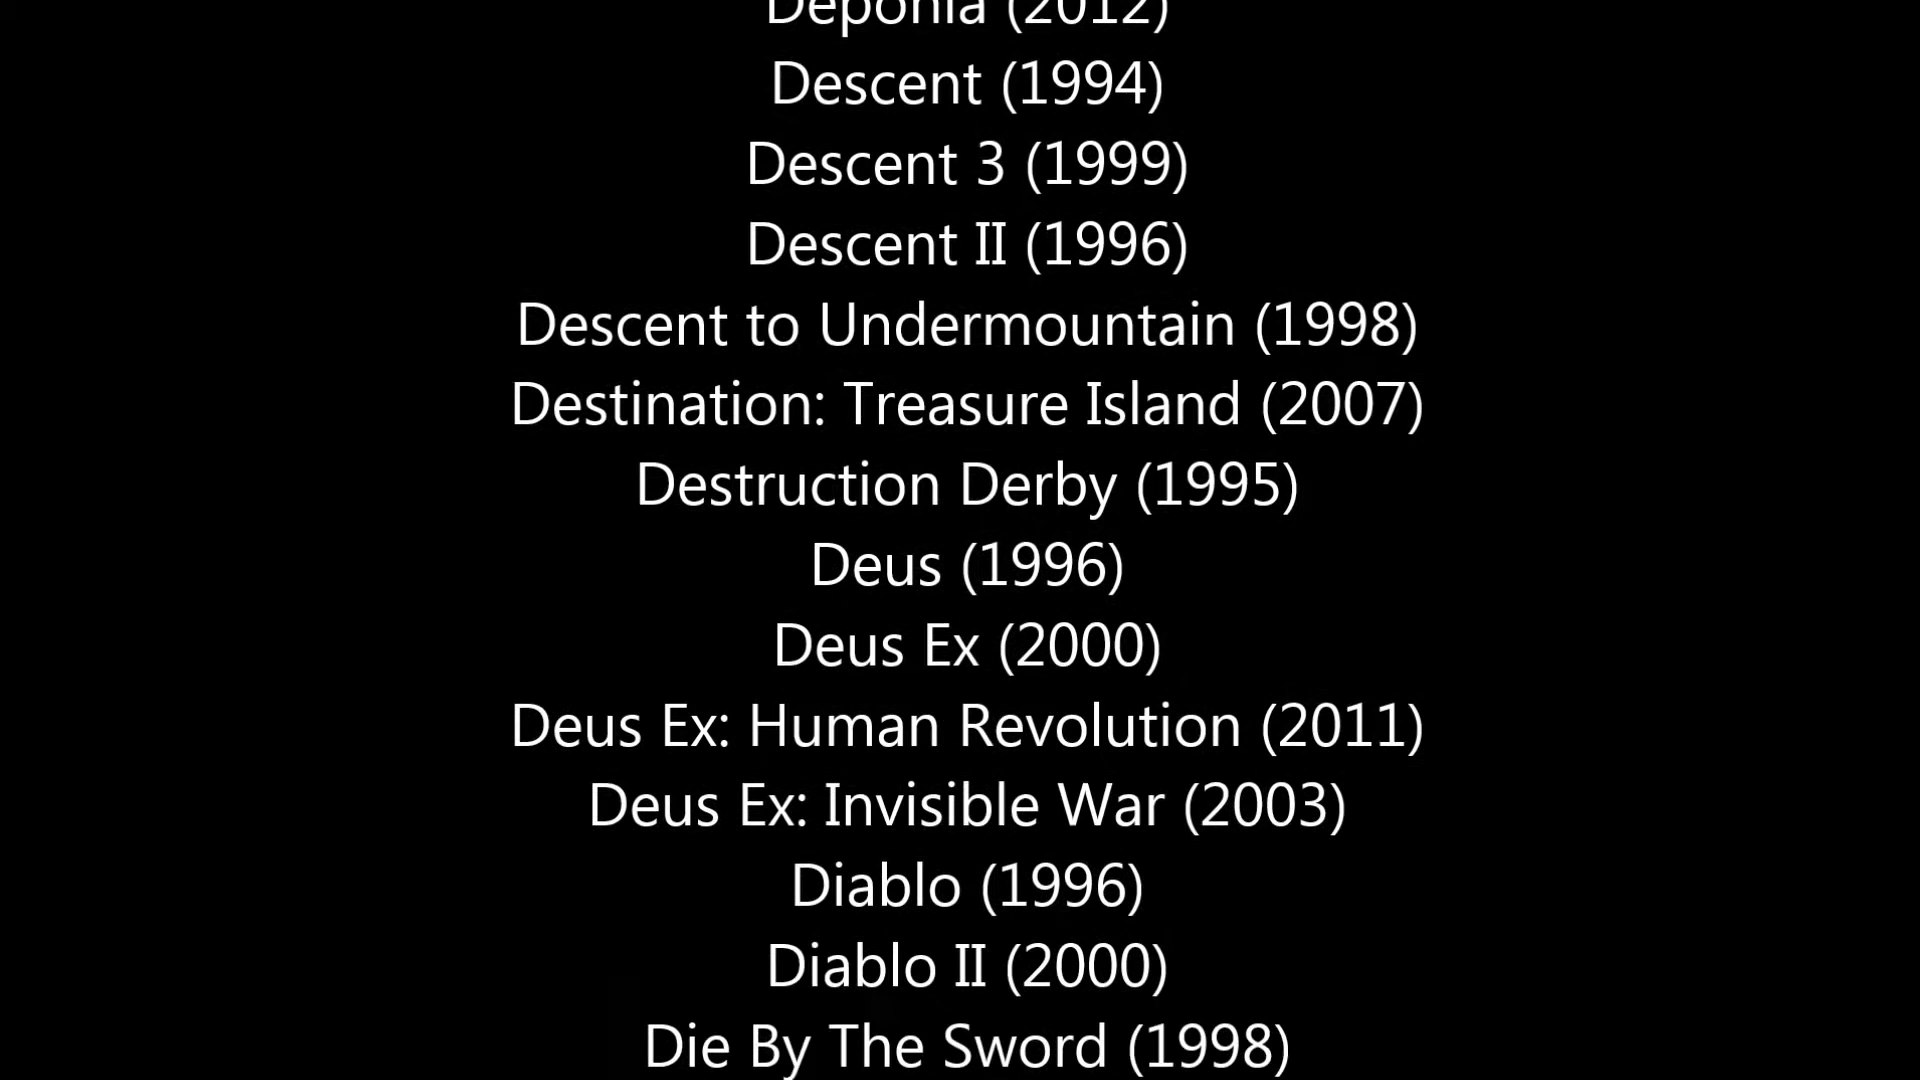 Deponia (2012)
Descent (1994)
Descent 3 (1999)
Descent II (1996)
Descent to Undermountain (1998)
Destination: Treasure Island (2007)
Destruction Derby (1995)
Deus (1996)
Deus Ex (2000)
Deus Ex: Human Revolution (2011)
Deus Ex: Invisible War (2003)
Diablo (1996)
Diablo II (2000)
Die By The Sword (1998)